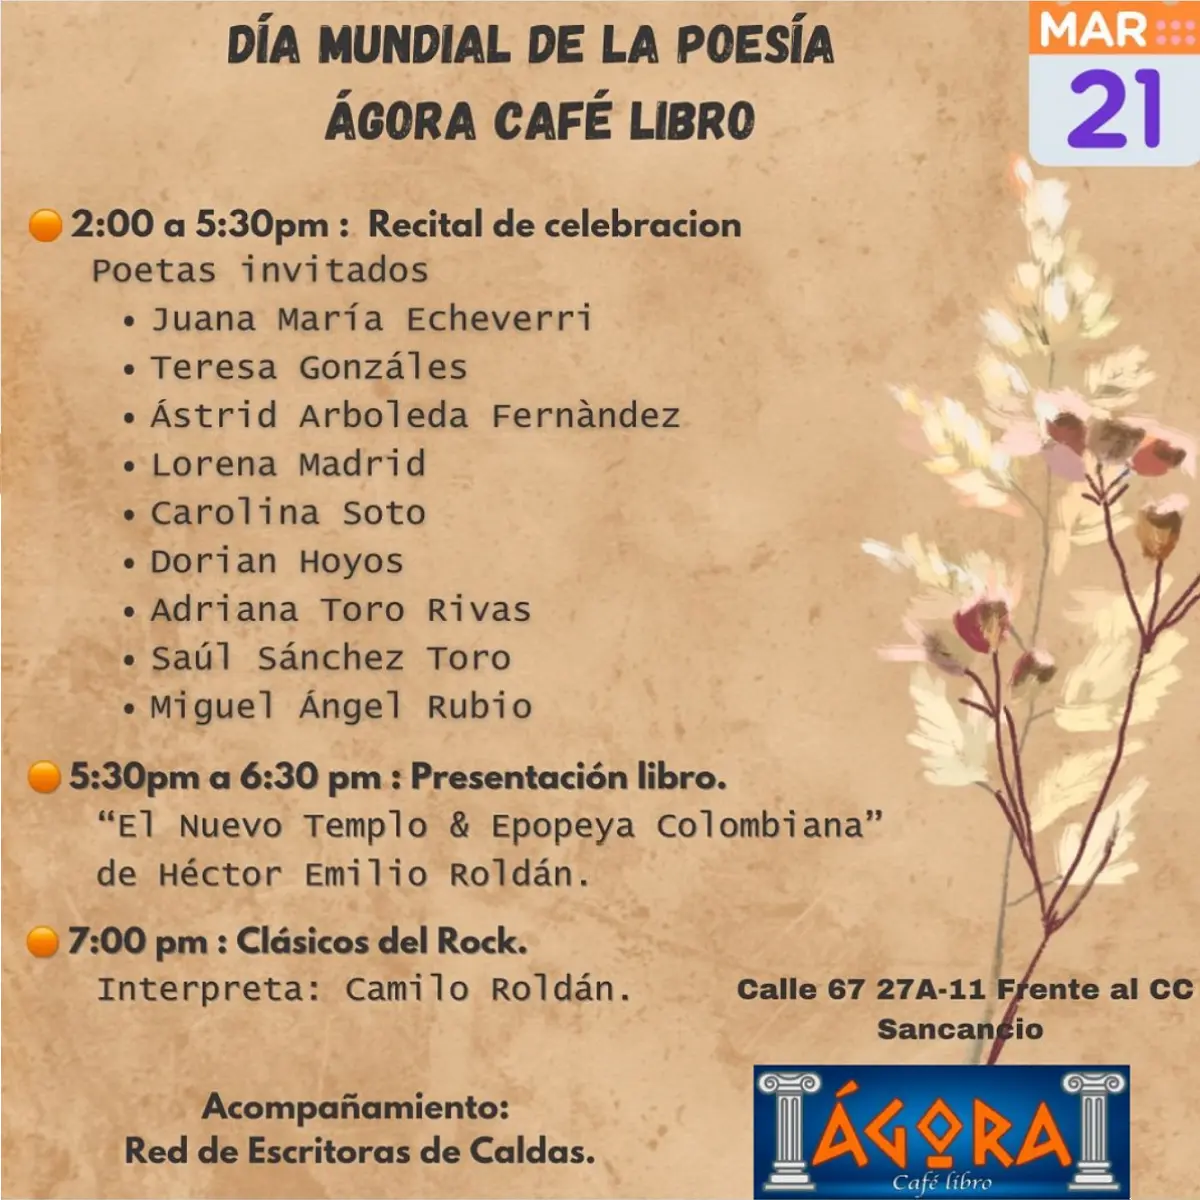 DÍA MUNDIAL DE LA POESÍA
ÁGORA CAFÉ LIBRO
MAR
21
2:00 a 5:30pm : Recital de celebracion
Poetas invitados
• Juana María Echeverri
• Teresa Gonzáles
• Ástrid Arboleda Fernàndez
• Lorena Madrid
• Carolina Soto
• Dorian Hoyos
• Adriana Toro Rivas
• Saúl Sánchez Toro
• Miguel Ángel Rubio
5:30pm a 6:30 pm : Presentación libro.
“El Nuevo Templo & Epopeya Colombiana”
de Héctor Emilio Roldán.
7:00 pm : Clásicos del Rock.
Interpreta: Camilo Roldán.
Calle 67 27A-11 Frente al CC
Sancancio
Acompañamiento:
Red de Escritoras de Caldas.
ÁGORA
Café libro